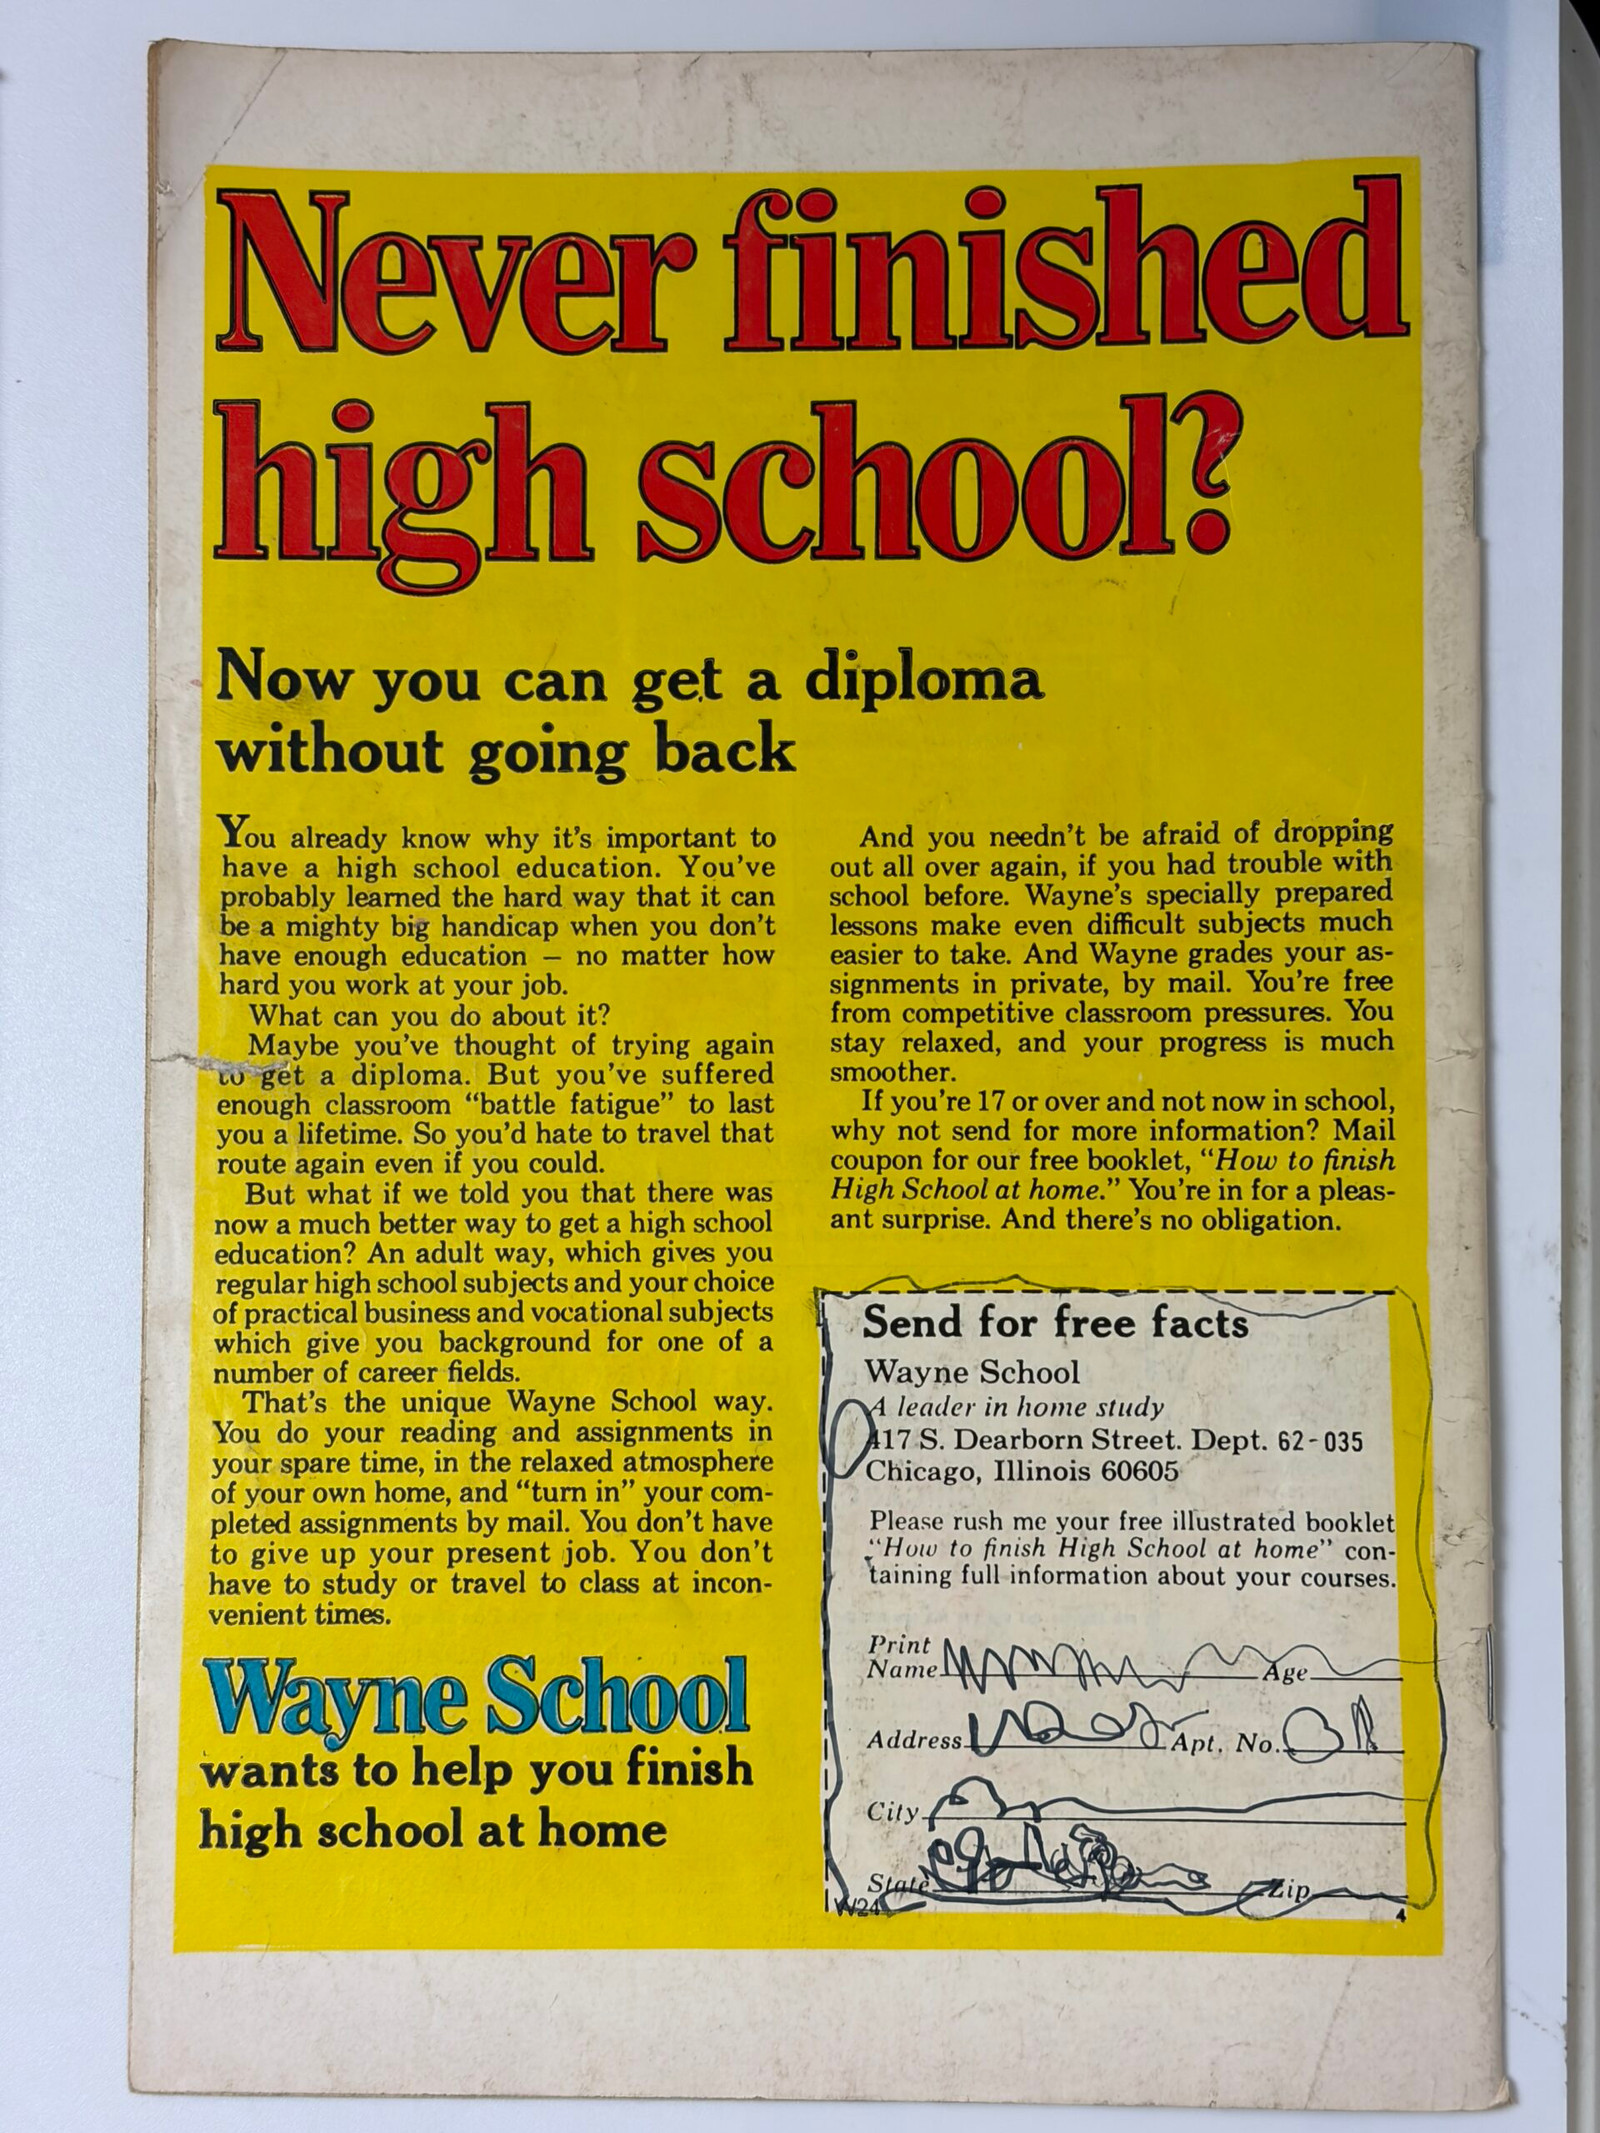 Never finished
high school?
Now you can get a diploma
without going back
You already know why it's important to
have a high school education. You've
probably learned the hard way that it can
be a mighty big handicap when you don't
have enough education – no matter how
hard you work at your job.
What can you do about it?
Maybe you've thought of trying again
to get a diploma. But you've suffered
enough classroom "battle fatigue" to last
you a lifetime. So you'd hate to travel that
route again even if you could.
But what if we told you that there was
now a much better way to get a high school
education? An adult way, which gives you
regular high school subjects and your choice
of practical business and vocational subjects
which give you background for one of a
number of career fields.
That's the unique Wayne School way.
You do your reading and assignments in
your spare time, in the relaxed atmosphere
of your own home, and "turn in" your com-
pleted assignments by mail. You don't have
to give up your present job. You don't
have to study or travel to class at incon-
venient times.
Wayne School
wants to help you finish
high school at home
And you needn't be afraid of dropping
out all over again, if you had trouble with
school before. Wayne's specially prepared
lessons make even difficult subjects much
easier to take. And Wayne grades your as-
signments in private, by mail. You're free
from competitive classroom pressures. You
stay relaxed, and your progress is much
smoother.
If you're 17 or over and not now in school,
why not send for more information? Mail
coupon for our free booklet, "How to finish
High School at home." You're in for a pleas-
ant surprise. And there's no obligation.
Send for free facts
Wayne School
A leader in home study
417 S. Dearborn Street. Dept. 62-035
Chicago, Illinois 60605
Please rush me your free illustrated booklet
"How to finish High School at home" con-
taining full information about your courses.
Print
Name Age
Address Apt. No.
City
State Zip
W24 4